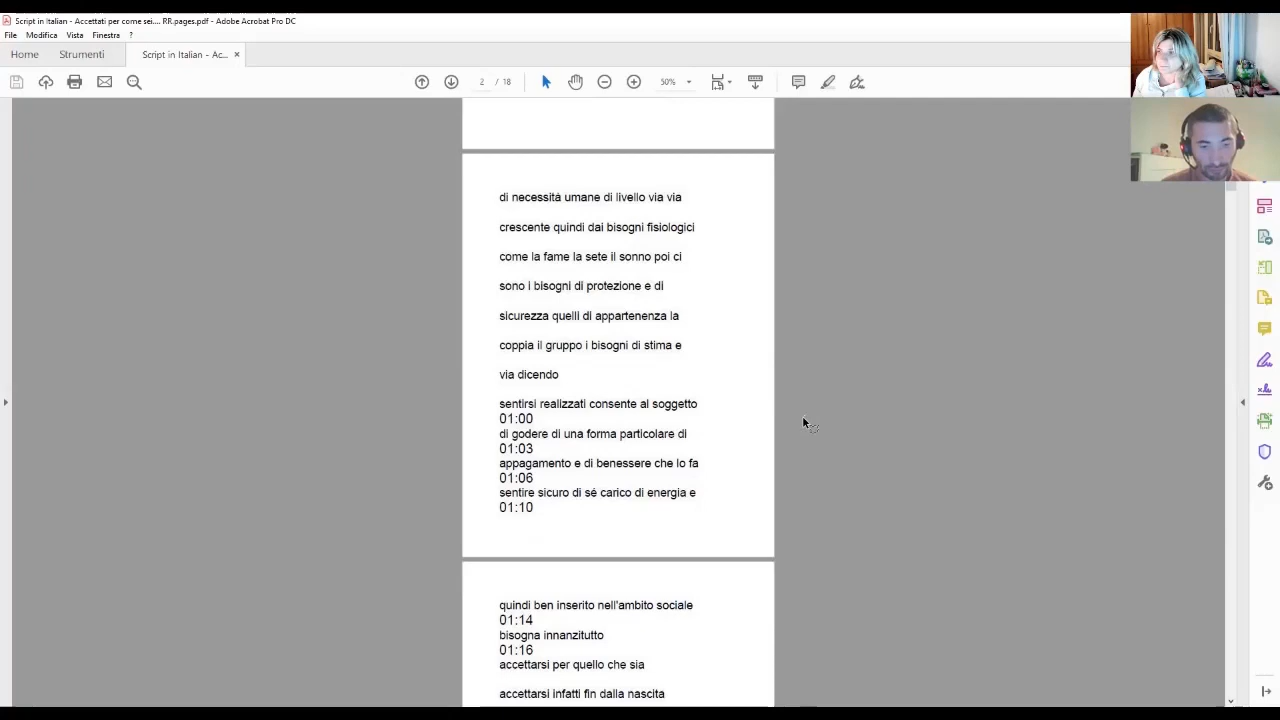 Script in Italian - Accettati per come sei.... RR.pages.pdf - Adobe Acrobat Pro DC
File Modifica Vista Finestra ?
Home Strumenti Script in Italian - Ac... ×
2 / 18 50%
di necessità umane di livello via via
crescente quindi dai bisogni fisiologici
come la fame la sete il sonno poi ci
sono i bisogni di protezione e di
sicurezza quelli di appartenenza la
coppia il gruppo i bisogni di stima e
via dicendo
sentirsi realizzati consente al soggetto
01:00
di godere di una forma particolare di
01:03
appagamento e di benessere che lo fa
01:06
sentire sicuro di sé carico di energia e
01:10
quindi ben inserito nell'ambito sociale
01:14
bisogna innanzitutto
01:16
accettarsi per quello che sia
accettarsi infatti fin dalla nascita